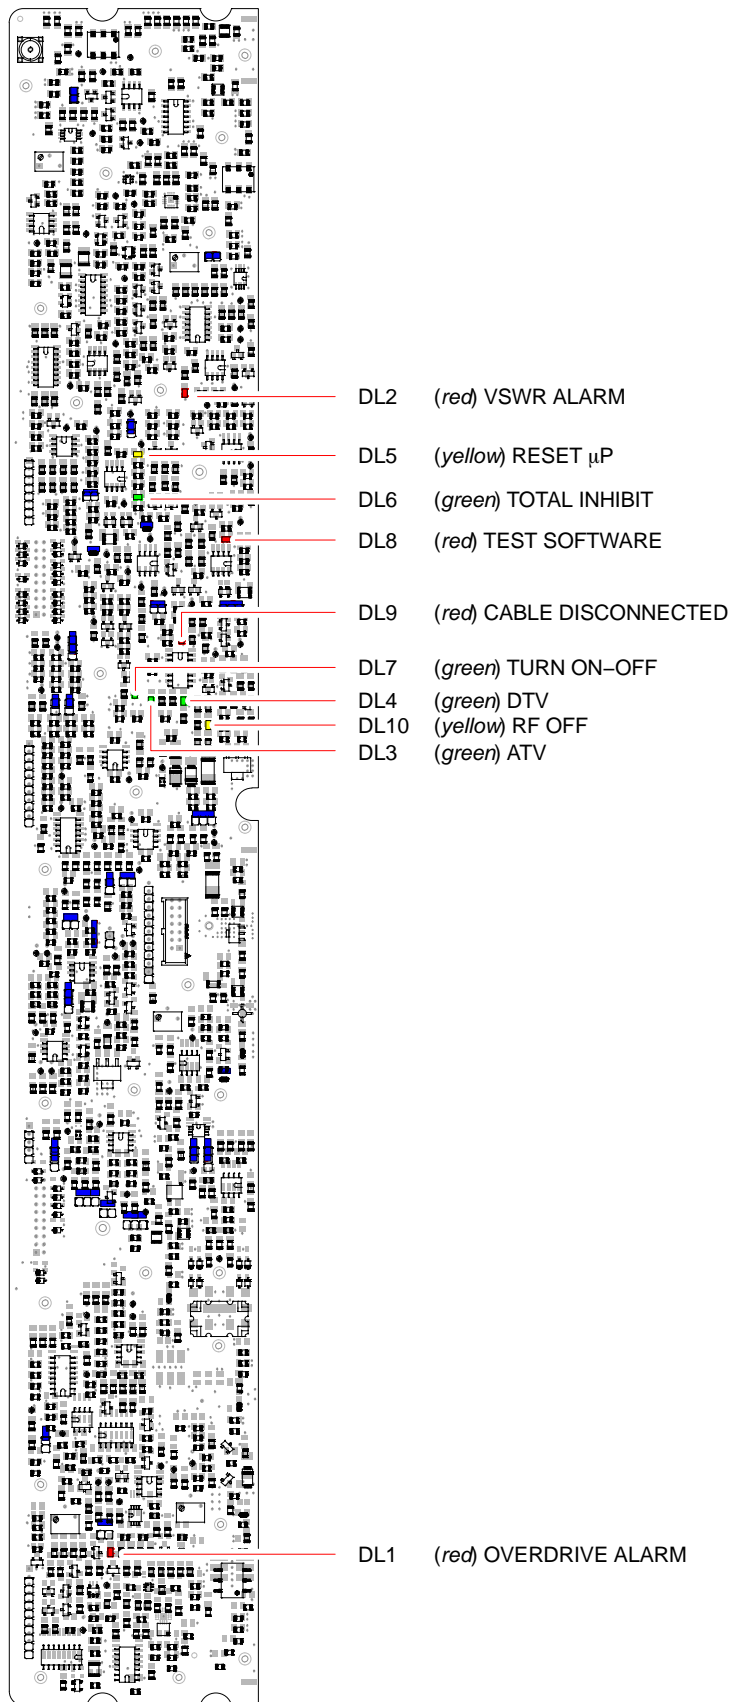 DL2 (red) VSWR ALARM
DL5 (yellow) RESET μP
DL6 (green) TOTAL INHIBIT
DL8 (red) TEST SOFTWARE
DL9 (red) CABLE DISCONNECTED
DL7 (green) TURN ON–OFF
DL4 (green) DTV
DL10 (yellow) RF OFF
DL3 (green) ATV
DL1 (red) OVERDRIVE ALARM